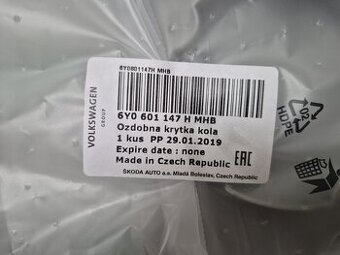 6Y0601147H MHB
VOLKSWAGEN
GROUP
6Y0 601 147 H MHB
Ozdobna krytka kola
1 kus PP 29.01.2019
Expire date : none
Made in Czech Republic
EAC
ŠKODA AUTO a.s. Mladá Boleslav, Czech Republic
02
HDPE